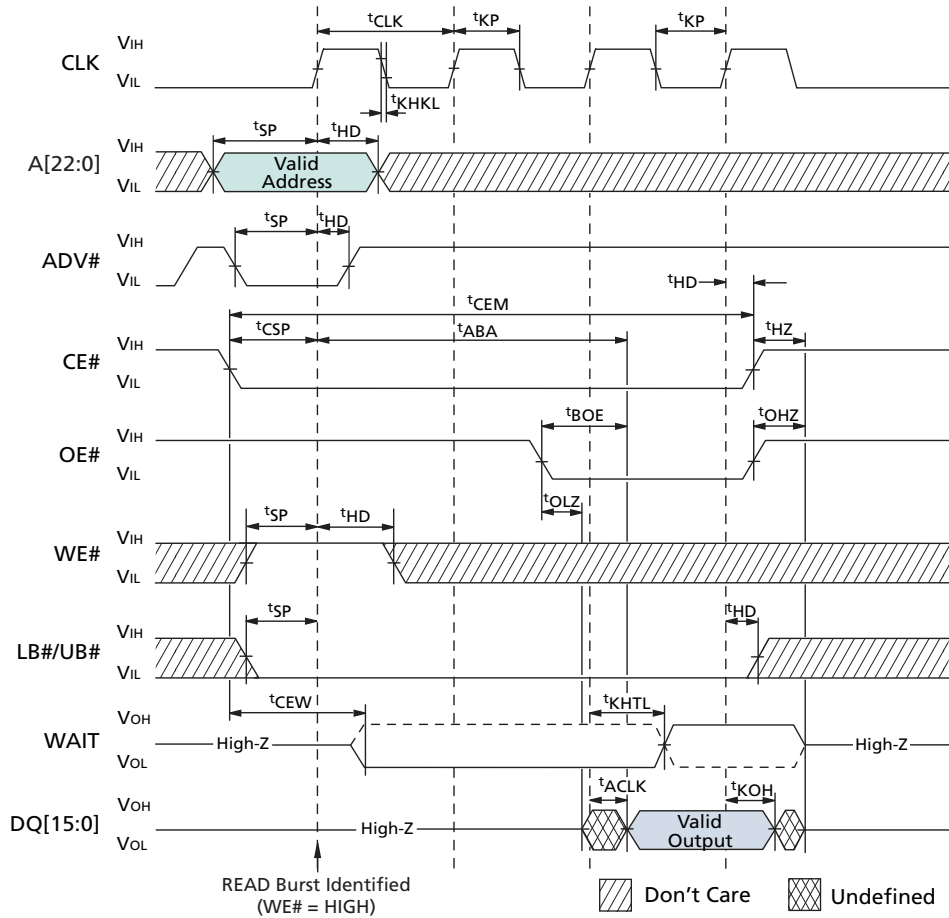 tCLK
tKP
tKP
VIH
CLK
VIL
tKHKL
tSP
tHD
VIH
A[22:0]
Valid
Address
VIL
tSP
tHD
VIH
ADV#
VIL
tHD
tCEM
tCSP
tABA
tHZ
VIH
CE#
VIL
tBOE
tOHZ
VIH
OE#
VIL
tOLZ
tSP
tHD
VIH
WE#
VIL
tSP
tHD
VIH
LB#/UB#
VIL
tCEW
tKHTL
VOH
WAIT
High-Z
High-Z
VOL
tACLK
tKOH
VOH
DQ[15:0]
High-Z
Valid
Output
VOL
READ Burst Identified
(WE# = HIGH)
Don't Care
Undefined